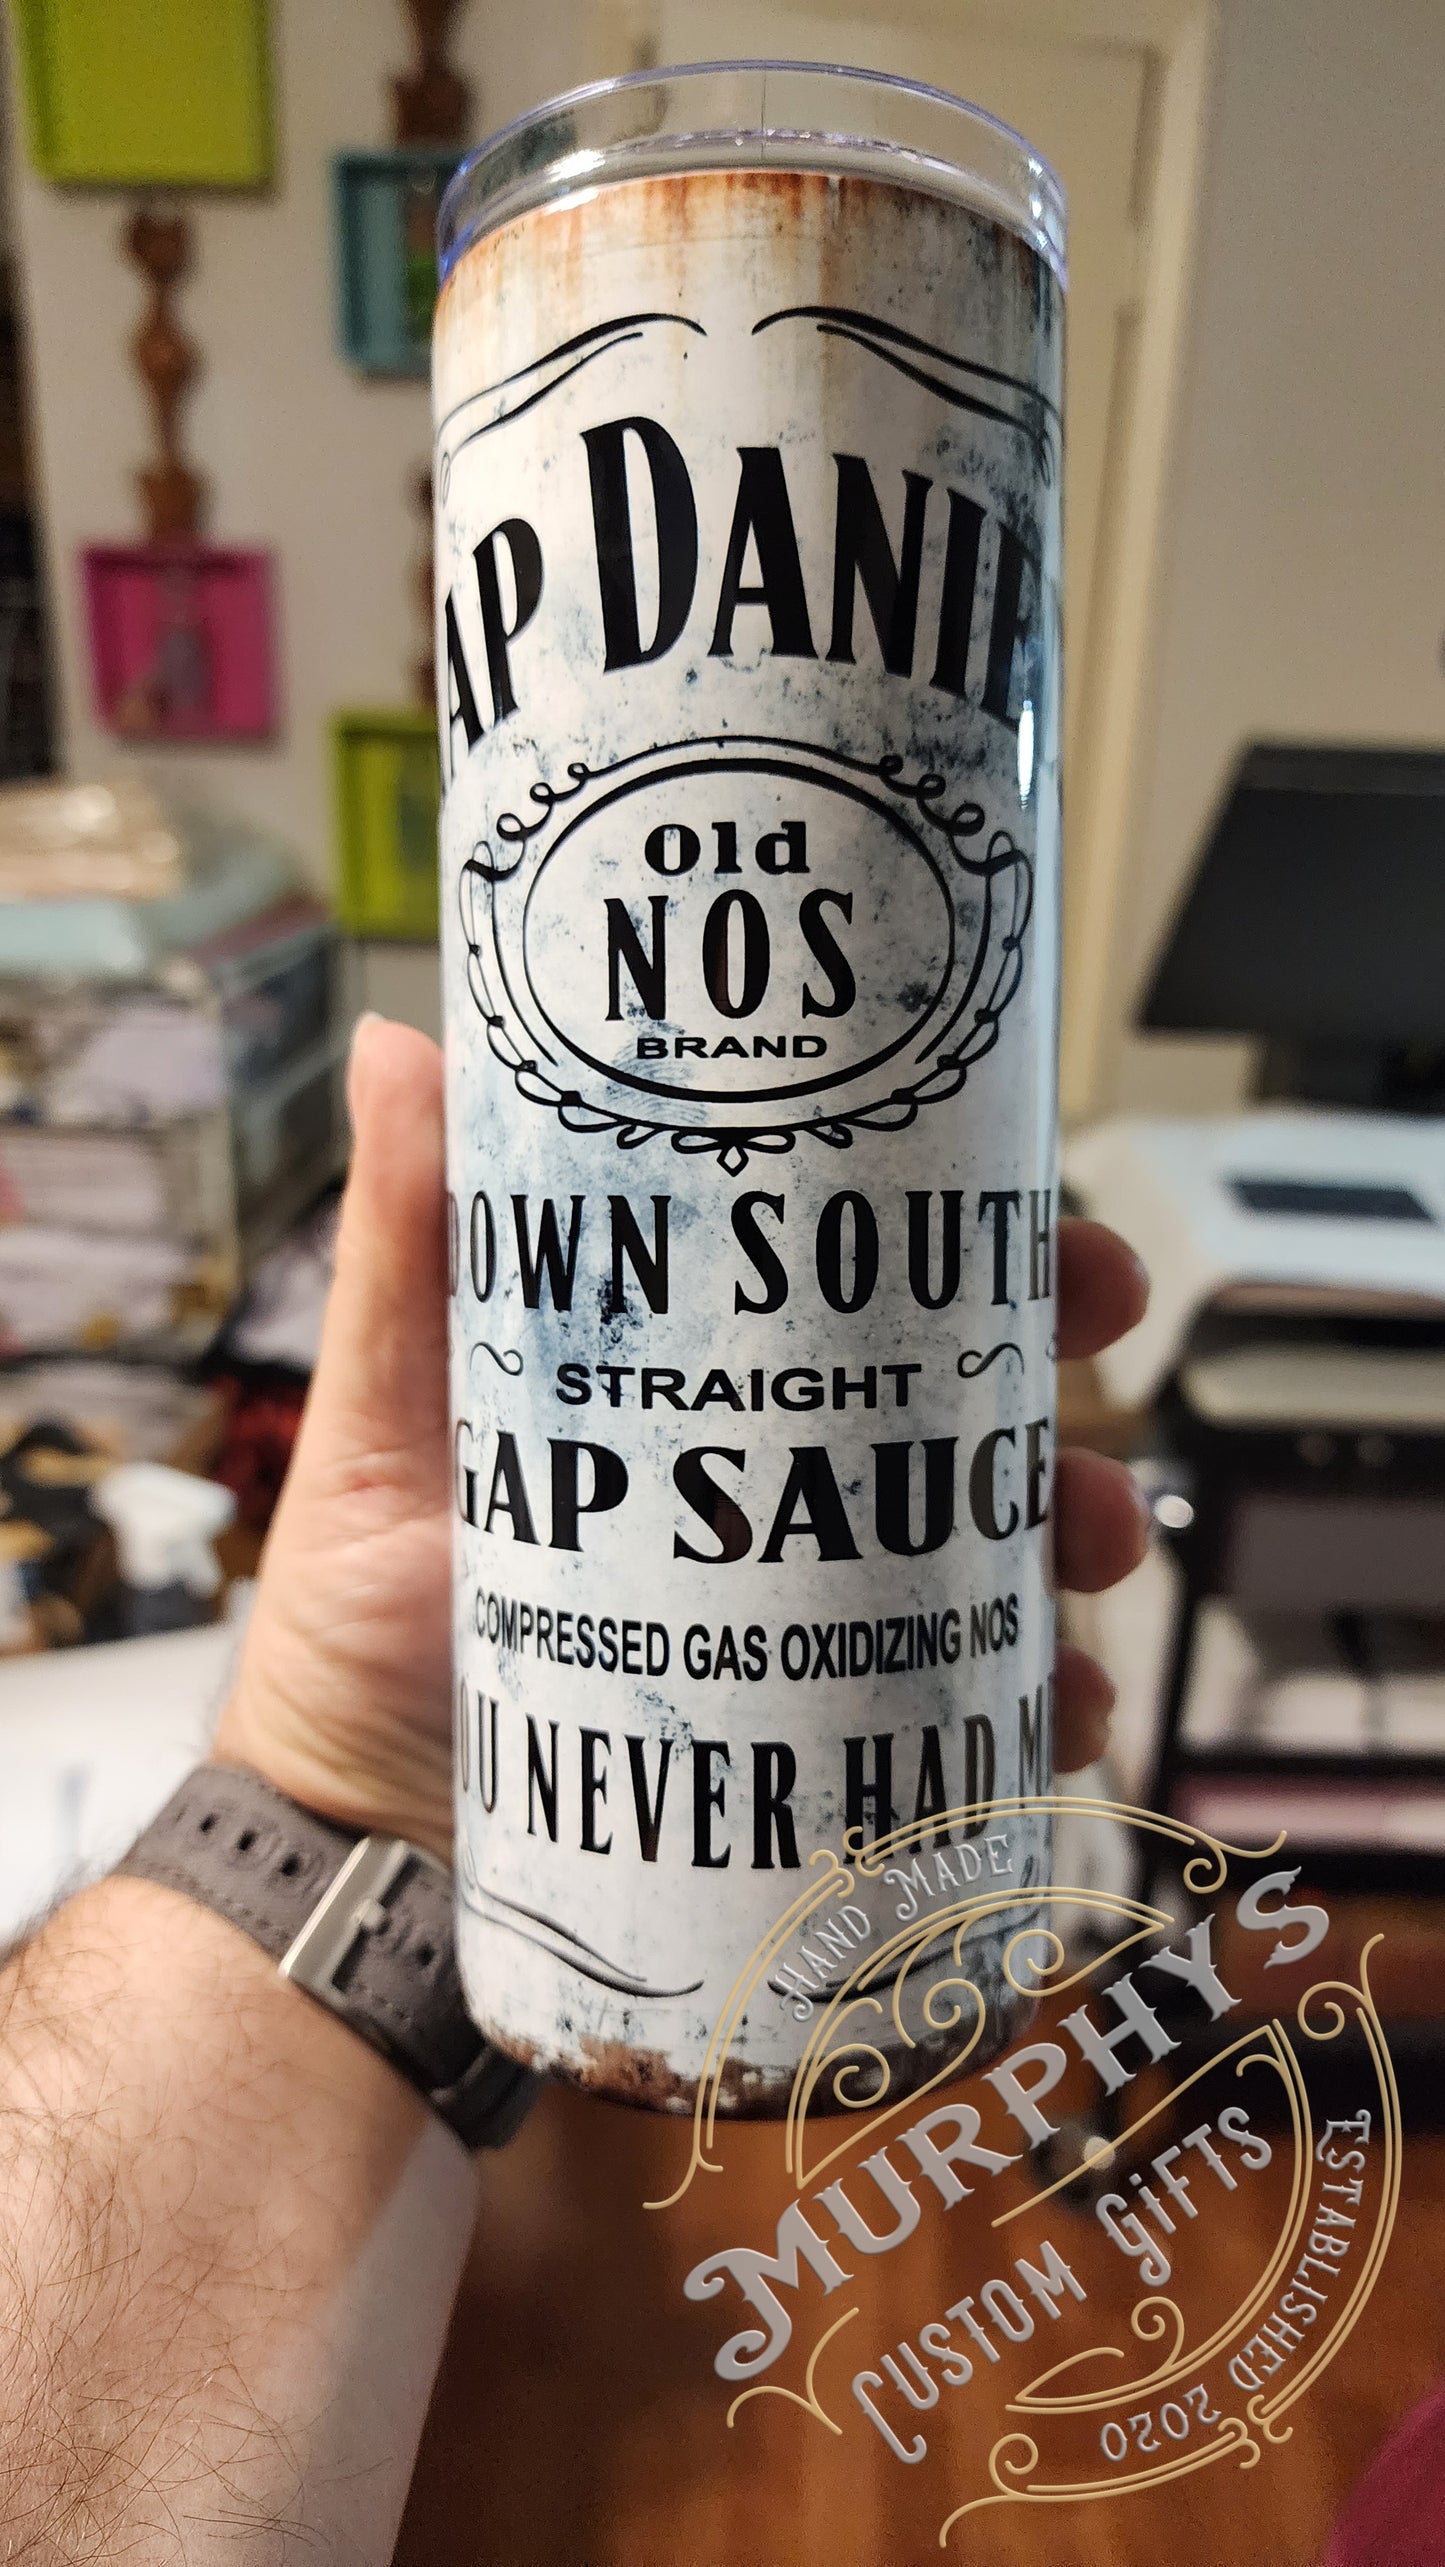 AP DANIE
Old
NOS
BRAND
DOWN SOUTH
STRAIGHT
GAP SAUCE
COMPRESSED GAS OXIDIZING NOS
OU NEVER HAD M
HAND MADE
MURPHYS
CUSTOM GiFTS
ESTABLISHED 2020